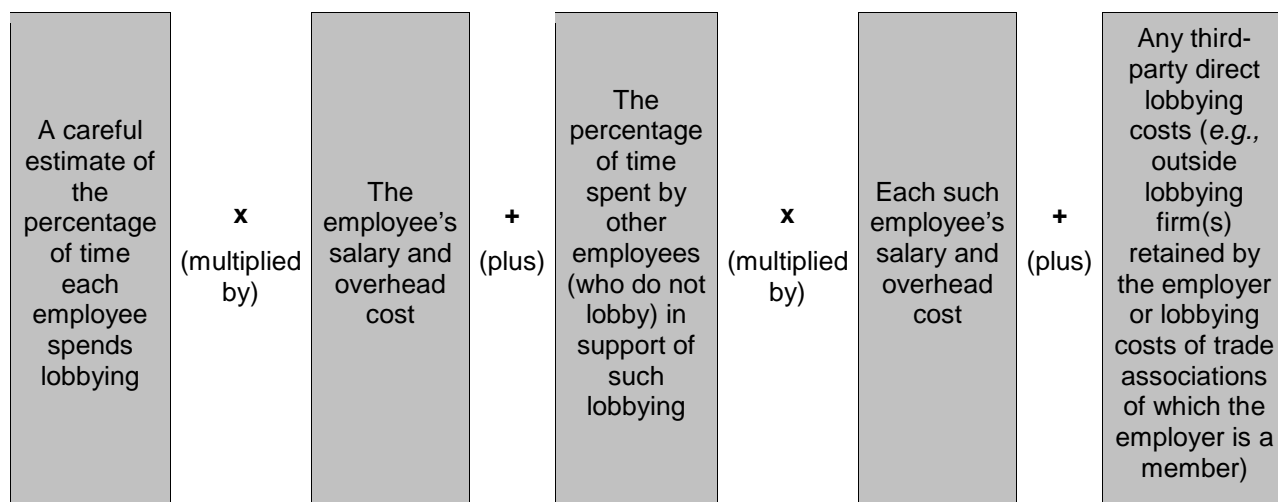 A careful
estimate of
the
percentage
of time
each
employee
spends
lobbying
x
(multiplied
by)
The
employee’s
salary and
overhead
cost
+
(plus)
The
percentage
of time
spent by
other
employees
(who do not
lobby) in
support of
such
lobbying
x
(multiplied
by)
Each such
employee’s
salary and
overhead
cost
+
(plus)
Any third-
party direct
lobbying
costs (e.g.,
outside
lobbying
firm(s)
retained by
the employer
or lobbying
costs of trade
associations
of which the
employer is a
member)